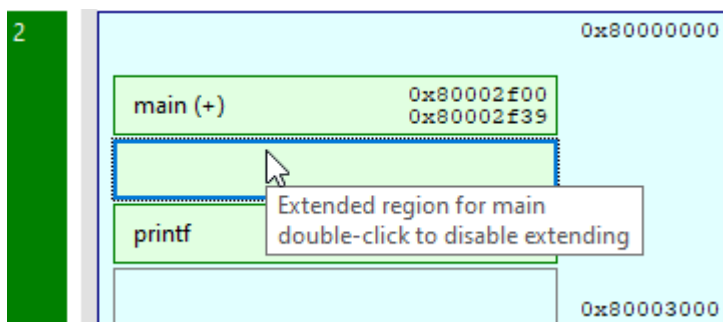 2
0x80000000
main (+)
0x80002f00
0x80002f39
Extended region for main
double-click to disable extending
printf
0x80003000